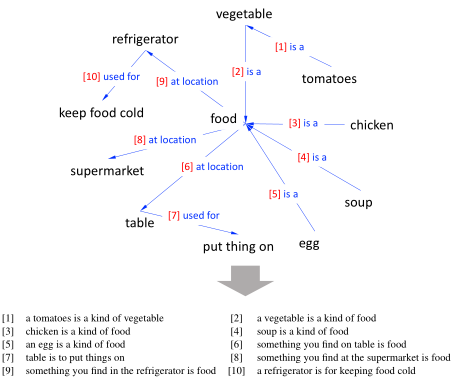 vegetable
refrigerator
[1] is a
[2] is a
tomatoes
[10] used for
[9] at location
keep food cold
food
[3] is a
chicken
[8] at location
[4] is a
supermarket
[6] at location
[5] is a
soup
table
[7] used for
put thing on
egg
[1] a tomatoes is a kind of vegetable
[2] a vegetable is a kind of food
[3] chicken is a kind of food
[4] soup is a kind of food
[5] an egg is a kind of food
[6] something you find on table is food
[7] table is to put things on
[8] something you find at the supermarket is food
[9] something you find in the refrigerator is food
[10] a refrigerator is for keeping food cold